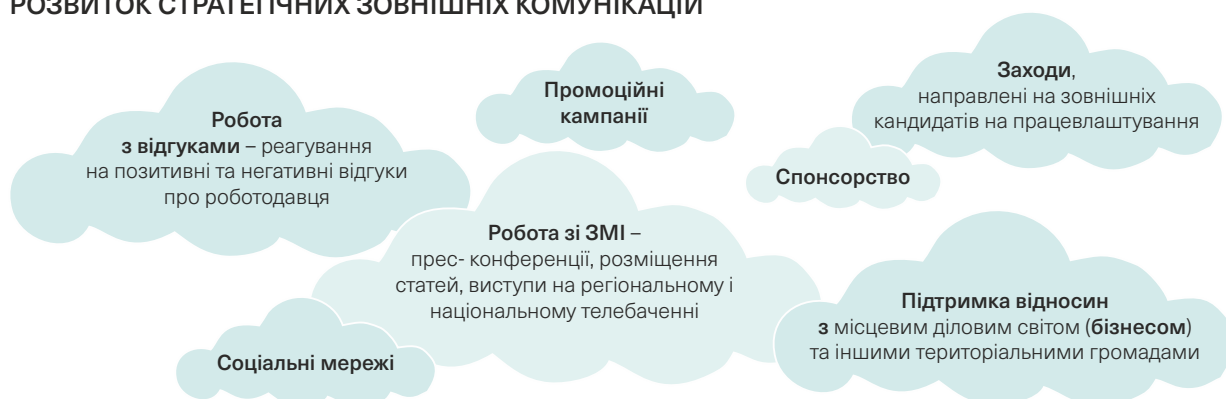 РОЗВИТОК СТРАТЕГІЧНИХ ЗОВНІШНІХ КОМУНІКАЦІЙ
Робота
з відгуками – реагування
на позитивні та негативні відгуки
про роботодавця
Промоційні
кампанії
Заходи,
направлені на зовнішніх
кандидатів на працевлаштування
Спонсорство
Робота зі ЗМІ –
прес- конференції, розміщення
статей, виступи на регіональному і
національному телебаченні
Соціальні мережі
Підтримка відносин
з місцевим діловим світом (бізнесом)
та іншими територіальними громадами